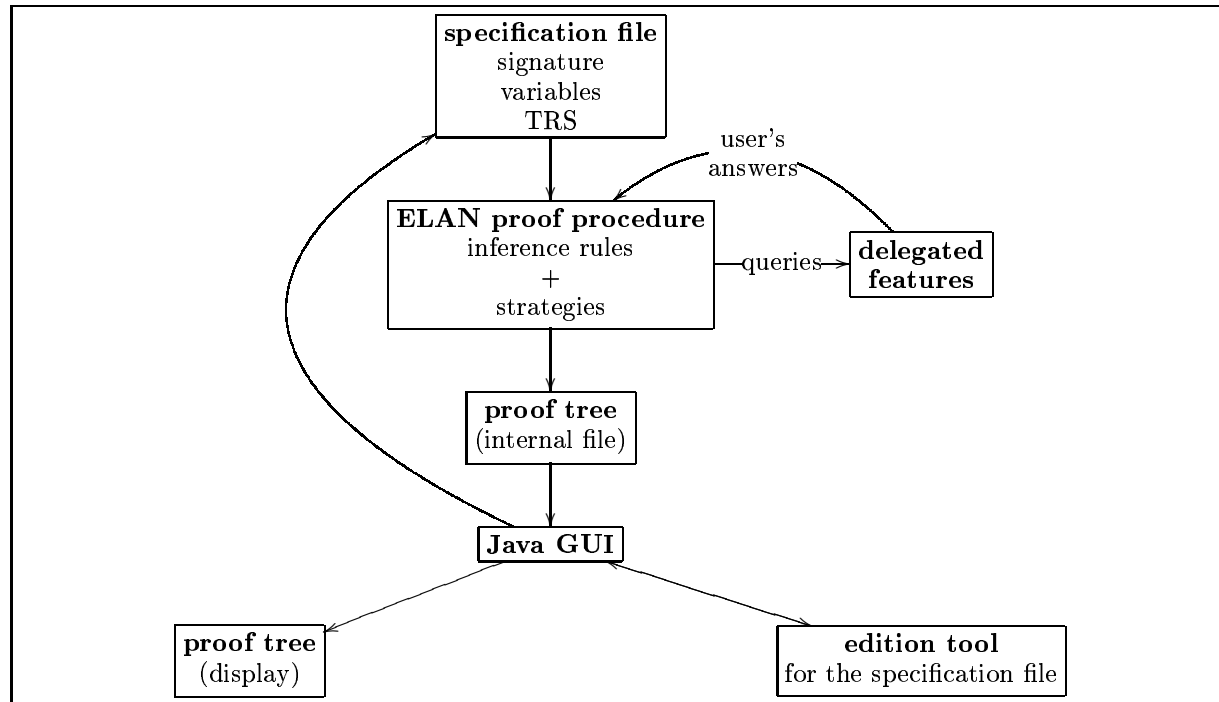 specification file
signature
variables
TRS
user's
answers
ELAN proof procedure
inference rules
+
strategies
queries
delegated
features
proof tree
(internal file)
Java GUI
proof tree
(display)
edition tool
for the specification file